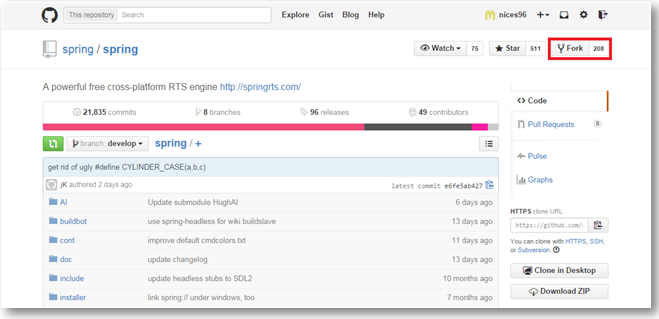 This repository Search Explore Gist Blog Help nices96
spring / spring Watch 75 Star 511 Fork 208
A powerful free cross-platform RTS engine http://springrts.com/
21,835 commits 8 branches 96 releases 49 contributors
branch: develop spring / +
get rid of ugly #define CYLINDER_CASE(a,b,c)
jK authored 2 days ago latest commit e6fe5ab427
AI Update submodule HughAI 6 days ago
buildbot use spring-headless for wiki buildslave 13 days ago
cont improve default cmdcolors.txt 11 days ago
doc update changelog 13 days ago
include update headless stubs to SDL2 10 months ago
installer link spring:// under windows, too 7 months ago
Code
Pull Requests 8
Pulse
Graphs
HTTPS clone URL
https://github.com/
You can clone with HTTPS, SSH,
or Subversion.
Clone in Desktop
Download ZIP